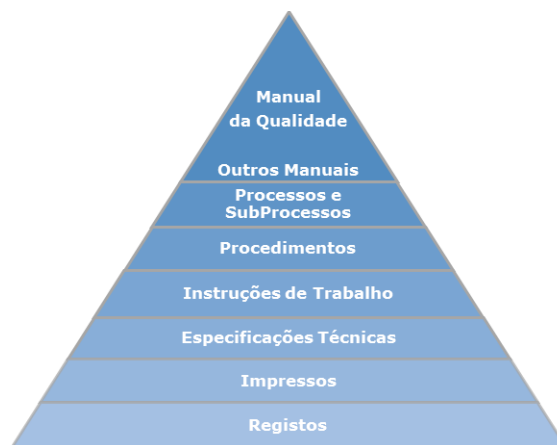 Manual
da Qualidade
Outros Manuais
Processos e
SubProcessos
Procedimentos
Instruções de Trabalho
Especificações Técnicas
Impressos
Registos